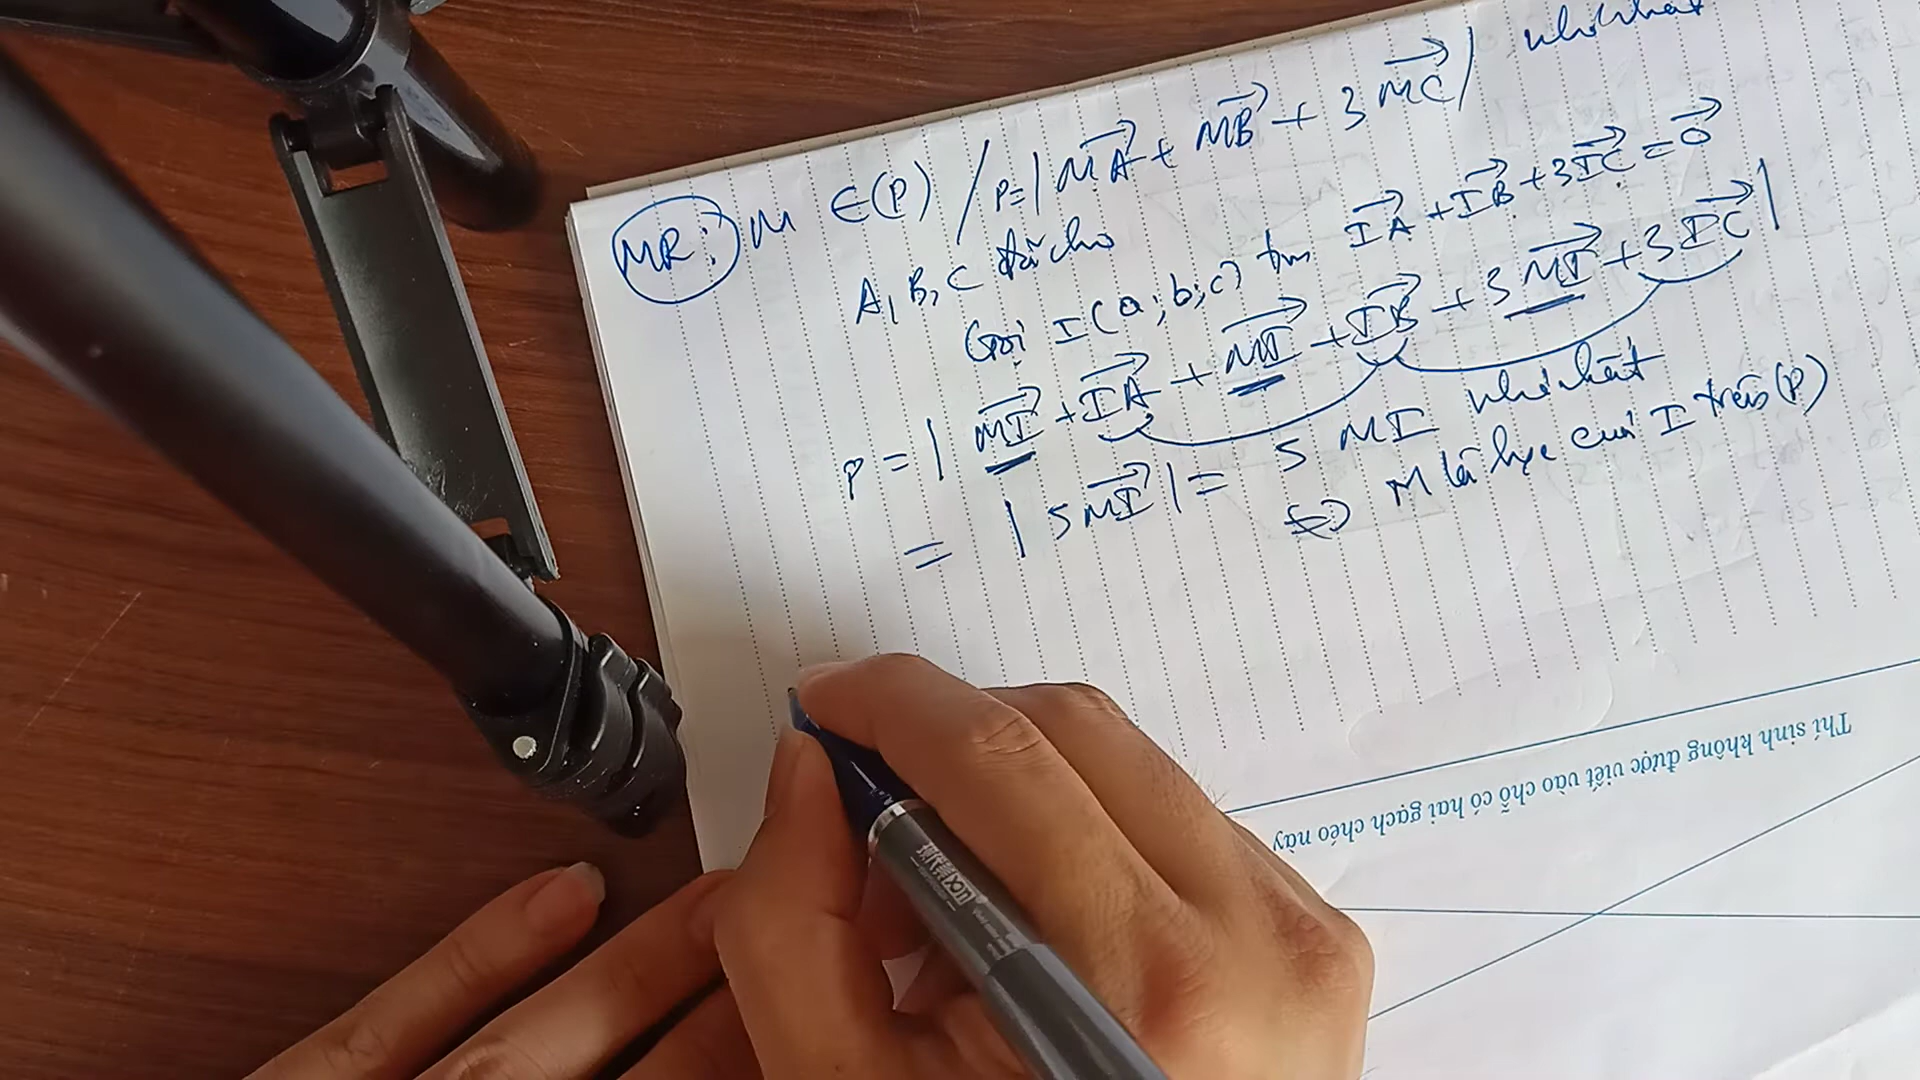 MR: M ∈ (P) / P = |MA→ + MB→ + 3MC→| nhỏ nhất
A, B, C đã cho
Gọi I(a; b; c) tm IA→ + IB→ + 3IC→ = 0→
P = |MI→ + IA→ + MI→ + IB→ + 3MI→ + 3IC→|
= |5MI→| = 5 MI nhỏ nhất
⇔ M là h/c của I trên (P)
Thí sinh không được viết vào chỗ có hai gạch chéo này